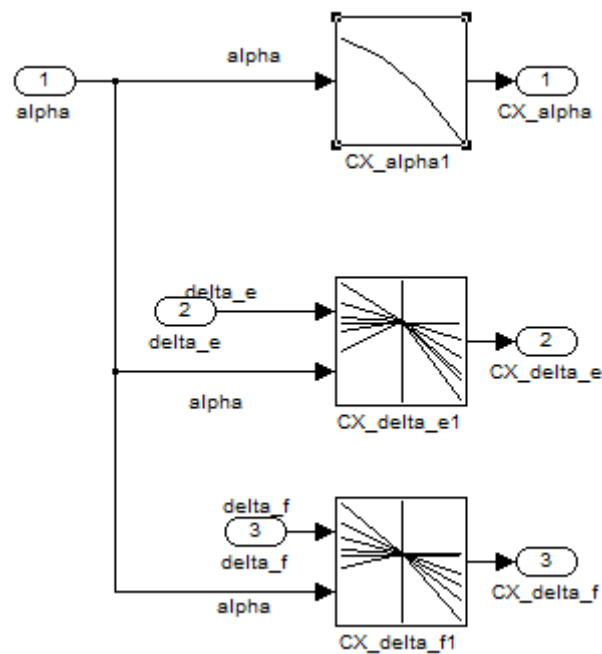 alpha
1
alpha
CX_alpha1
1
CX_alpha
delta_e
2
delta_e
alpha
CX_delta_e1
2
CX_delta_e
delta_f
3
delta_f
alpha
CX_delta_f1
3
CX_delta_f